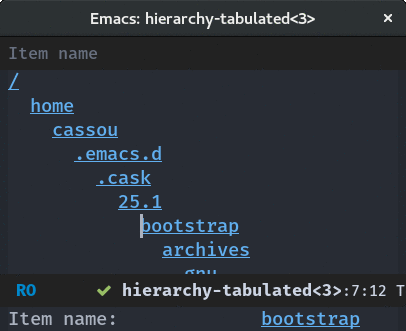 Emacs: hierarchy-tabulated<3> ×
Item name
/
home
cassou
.emacs.d
.cask
25.1
bootstrap
archives
gnu
RO ✓ hierarchy-tabulated<3>:7:12 T
Item name: bootstrap